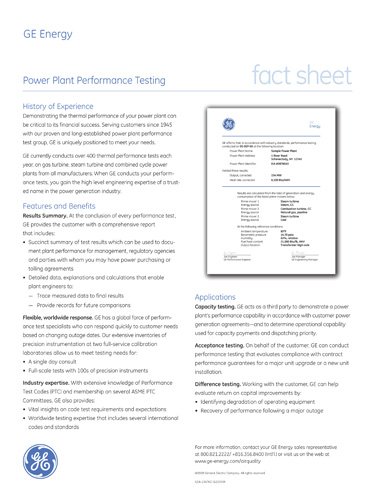 GE Energy
Power Plant Performance Testing
fact sheet
History of Experience
Demonstrating the thermal performance of your power plant can
be critical to its financial success. Serving customers since 1945
with our proven and long-established power plant performance
test group, GE is uniquely positioned to meet your needs.
GE currently conducts over 400 thermal performance tests each
year, on gas turbine, steam turbine and combined cycle power
plants from all manufacturers. When GE conducts your perform-
ance tests, you gain the high level engineering expertise of a trust-
ed name in the power generation industry.
Features and Benefits
Results Summary. At the conclusion of every performance test,
GE provides the customer with a comprehensive report
that includes:
• Succinct summary of test results which can be used to docu-
ment plant performance for management, regulatory agencies
and parties with whom you may have power purchasing or
tolling agreements
• Detailed data, explanations and calculations that enable
plant engineers to:
— Trace measured data to final results
— Provide records for future comparisons
Flexible, worldwide response. GE has a global force of perform-
ance test specialists who can respond quickly to customer needs
based on changing outage dates. Our extensive inventories of
precision instrumentation at two full-service calibration
laboratories allow us to meet testing needs for:
• A single day consult
• Full-scale tests with 100s of precision instruments
Industry expertise. With extensive knowledge of Performance
Test Codes (PTC) and membership on several ASME PTC
Committees, GE also provides:
• Vital insights on code test requirements and expectations
• Worldwide testing expertise that includes several international
codes and standards
Applications
Capacity testing. GE acts as a third party to demonstrate a power
plant's performance capability in accordance with customer power
generation agreements—and to determine operational capability
used for capacity payments and dispatching priority.
Acceptance testing. On behalf of the customer, GE can conduct
performance testing that evaluates compliance with contract
performance guarantees for a major unit upgrade or a new unit
installation.
Difference testing. Working with the customer, GE can help
evaluate return on capital improvements by:
• Identifying degradation of operating equipment
• Recovery of performance following a major outage
For more information, contact your GE Energy sales representative
at 800.821.2222/ +816.356.8400 (int'l.) or visit us on the web at
www.ge.com/energy/airquality